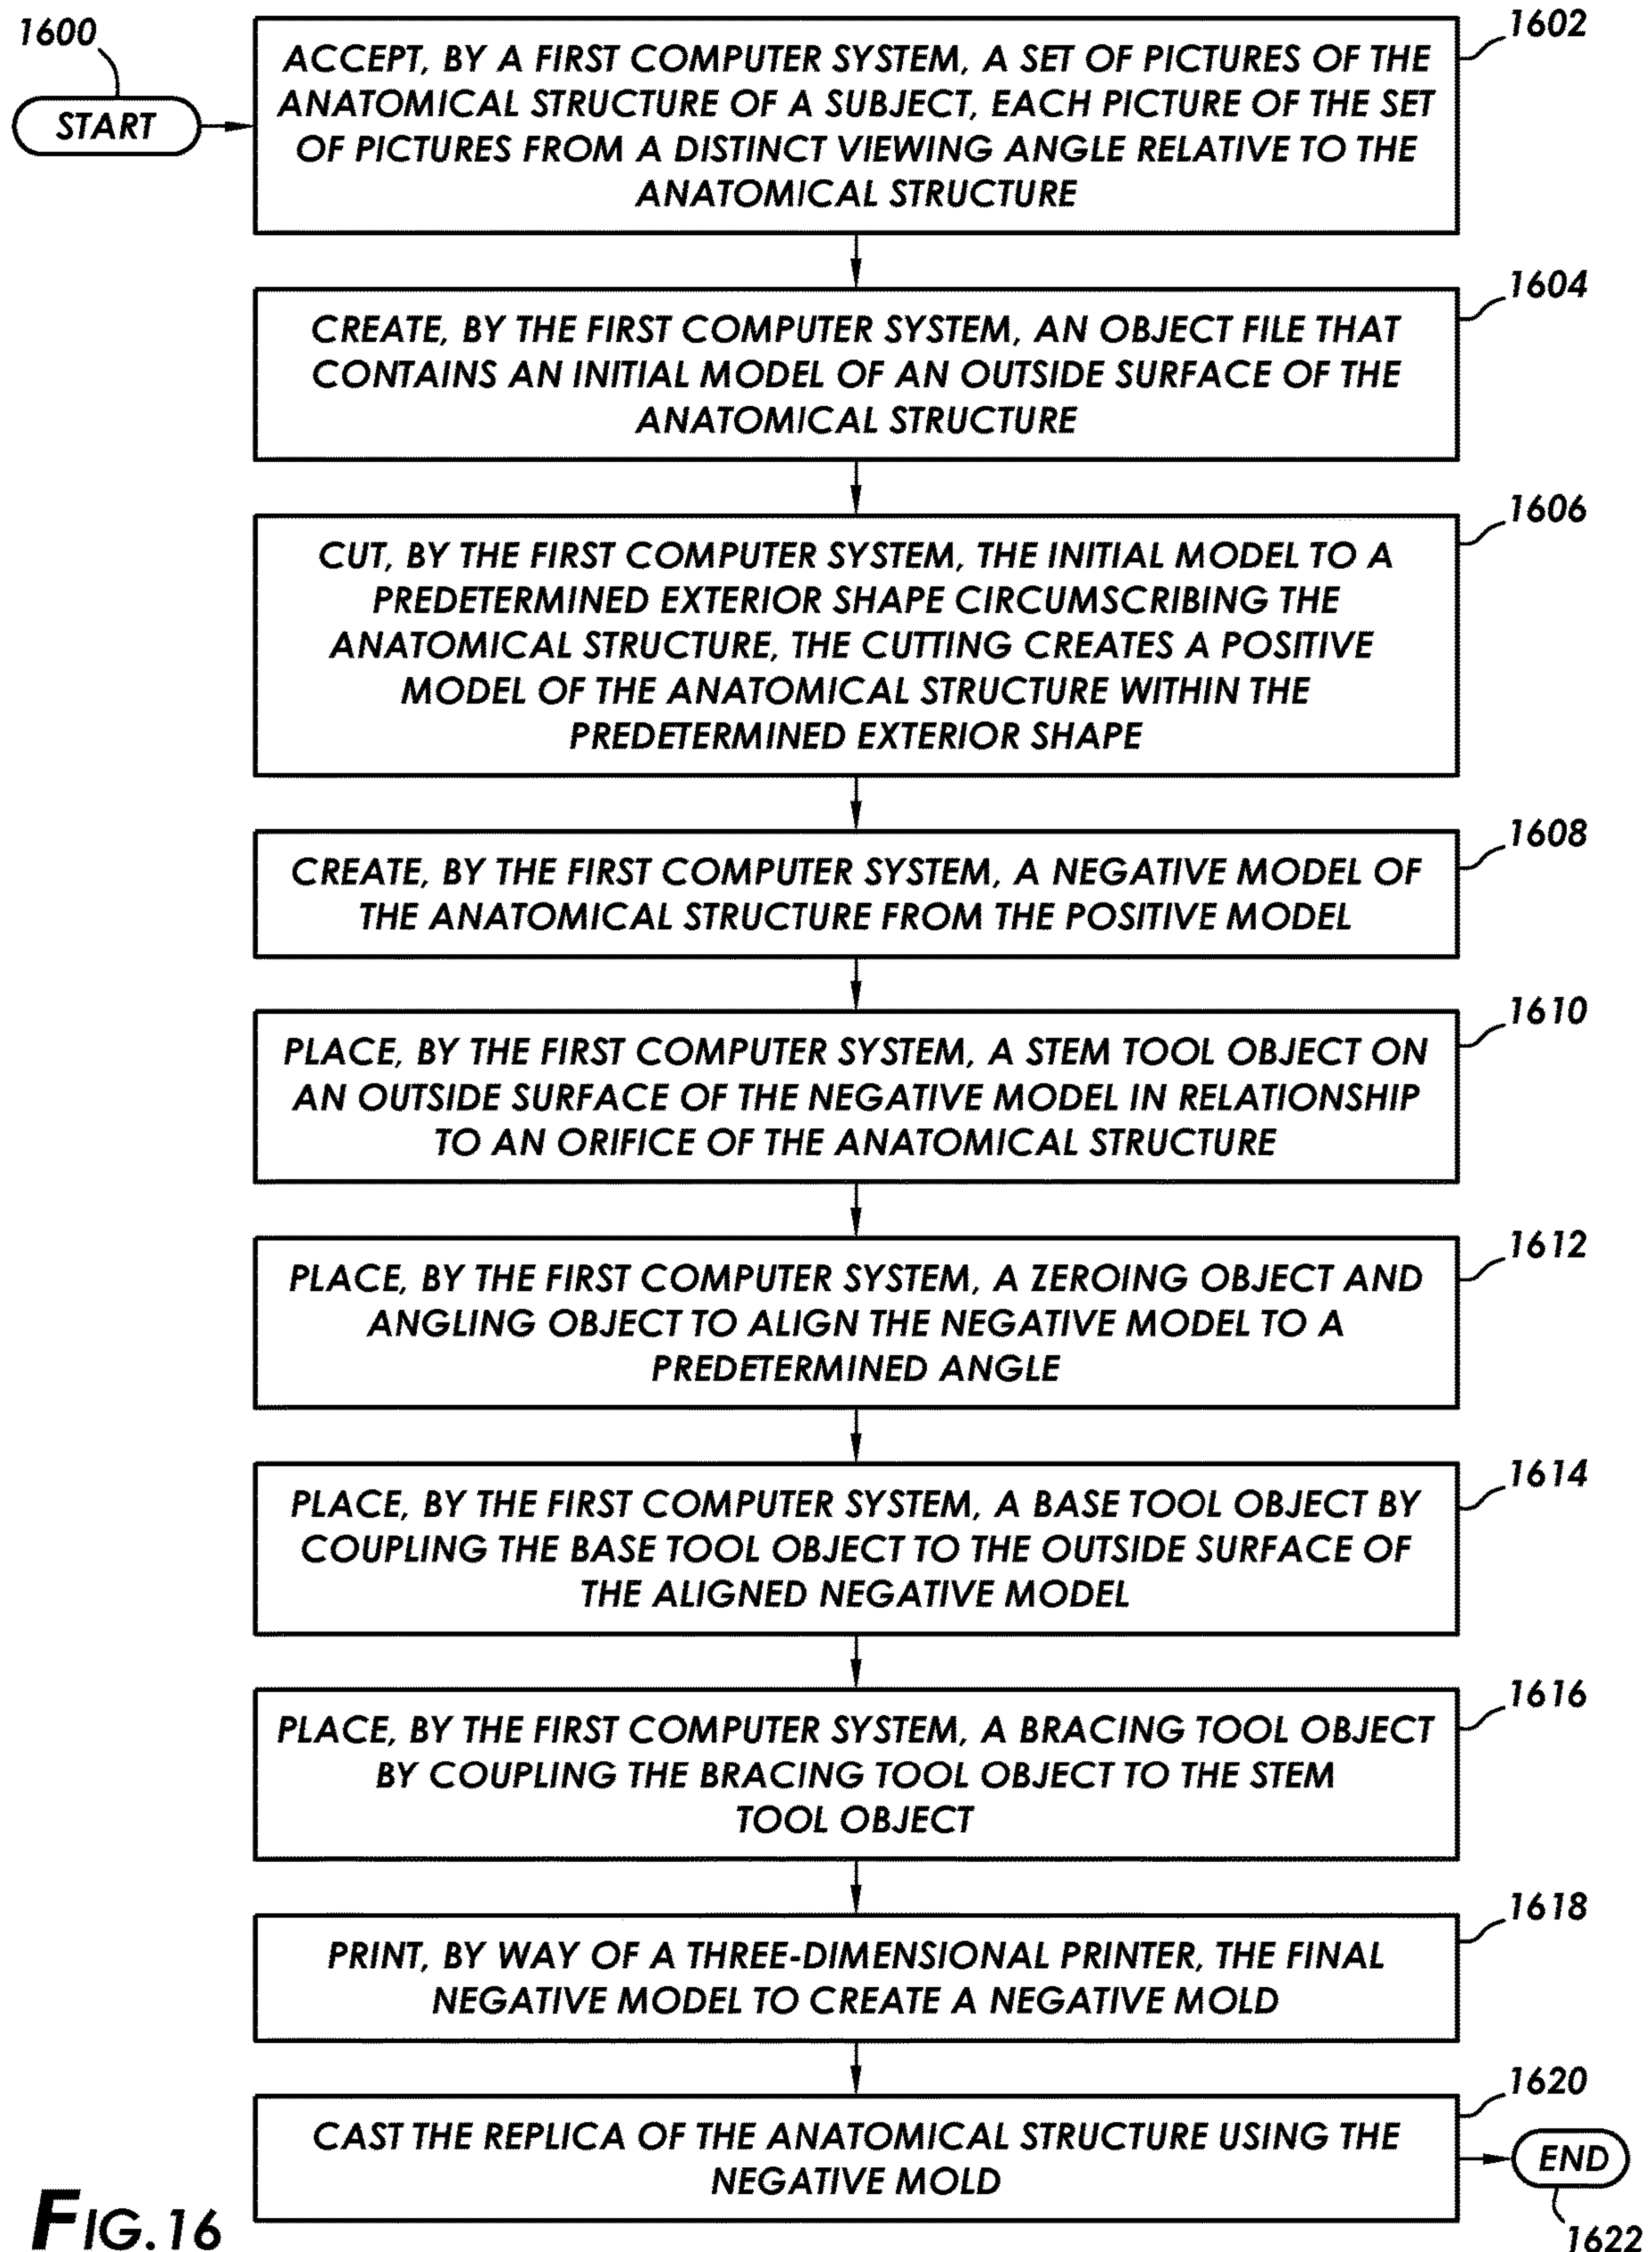 1600
START
1602
ACCEPT, BY A FIRST COMPUTER SYSTEM, A SET OF PICTURES OF THE
ANATOMICAL STRUCTURE OF A SUBJECT, EACH PICTURE OF THE SET
OF PICTURES FROM A DISTINCT VIEWING ANGLE RELATIVE TO THE
ANATOMICAL STRUCTURE
1604
CREATE, BY THE FIRST COMPUTER SYSTEM, AN OBJECT FILE THAT
CONTAINS AN INITIAL MODEL OF AN OUTSIDE SURFACE OF THE
ANATOMICAL STRUCTURE
1606
CUT, BY THE FIRST COMPUTER SYSTEM, THE INITIAL MODEL TO A
PREDETERMINED EXTERIOR SHAPE CIRCUMSCRIBING THE
ANATOMICAL STRUCTURE, THE CUTTING CREATES A POSITIVE
MODEL OF THE ANATOMICAL STRUCTURE WITHIN THE
PREDETERMINED EXTERIOR SHAPE
1608
CREATE, BY THE FIRST COMPUTER SYSTEM, A NEGATIVE MODEL OF
THE ANATOMICAL STRUCTURE FROM THE POSITIVE MODEL
1610
PLACE, BY THE FIRST COMPUTER SYSTEM, A STEM TOOL OBJECT ON
AN OUTSIDE SURFACE OF THE NEGATIVE MODEL IN RELATIONSHIP
TO AN ORIFICE OF THE ANATOMICAL STRUCTURE
1612
PLACE, BY THE FIRST COMPUTER SYSTEM, A ZEROING OBJECT AND
ANGLING OBJECT TO ALIGN THE NEGATIVE MODEL TO A
PREDETERMINED ANGLE
1614
PLACE, BY THE FIRST COMPUTER SYSTEM, A BASE TOOL OBJECT BY
COUPLING THE BASE TOOL OBJECT TO THE OUTSIDE SURFACE OF
THE ALIGNED NEGATIVE MODEL
1616
PLACE, BY THE FIRST COMPUTER SYSTEM, A BRACING TOOL OBJECT
BY COUPLING THE BRACING TOOL OBJECT TO THE STEM
TOOL OBJECT
1618
PRINT, BY WAY OF A THREE-DIMENSIONAL PRINTER, THE FINAL
NEGATIVE MODEL TO CREATE A NEGATIVE MOLD
1620
CAST THE REPLICA OF THE ANATOMICAL STRUCTURE USING THE
NEGATIVE MOLD
END
1622
FIG.16